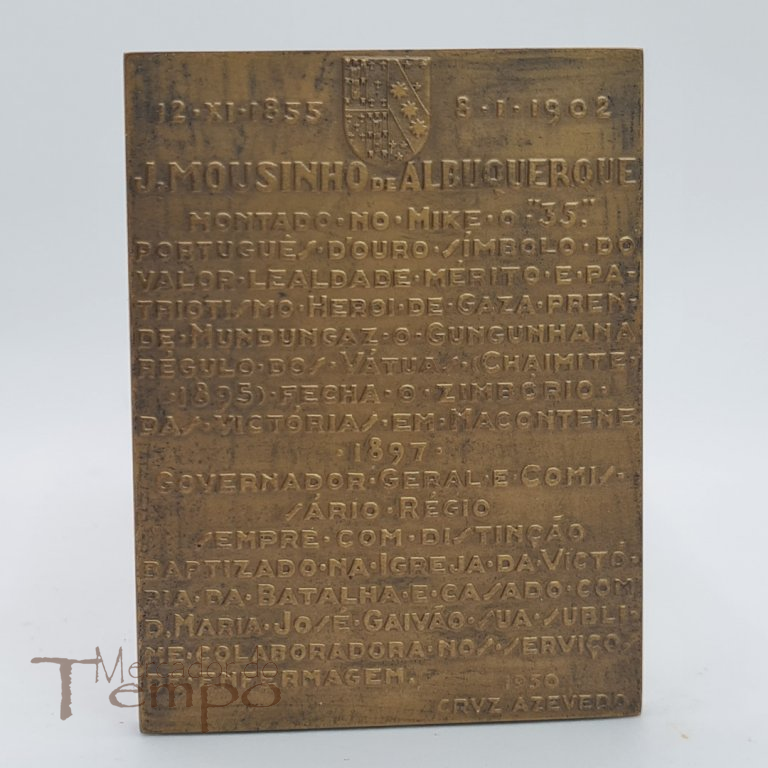 12·XI·1855 8·I·1902
J. MOUSINHO DE ALBUQUERQUE
MONTADO·NO·MIKE·O·"35",
PORTUGUÊS·D'OURO·SÍMBOLO·DO
VALOR·LEALDADE·MÉRITO·E·PA-
TRIOTISMO·HEROI·DE·GAZA·PREN-
DE·MUNDUNGAZ·O·GUNGUNHANA
RÉGULO·DOS·VÁTUAS·(CHAIMITE·
·1895)·FECHA·O·ZIMBÓRIO·
DAS·VICTÓRIAS·EM·MACONTENE
·1897·
GOVERNADOR·GERAL·E·COMIS-
SÁRIO·RÉGIO
SEMPRE·COM·DISTINÇÃO
BAPTIZADO·NA·IGREJA·DA·VICTÓ-
RIA·DA·BATALHA·E·CASADO·COM
D. MARIA·JOSÉ·GAIVÃO·SUA·SUBLI-
ME·COLABORADORA·NOS·SERVIÇOS
DE·ENFERMAGEM.
1930
CRVZ AZEVEDO
Tempo